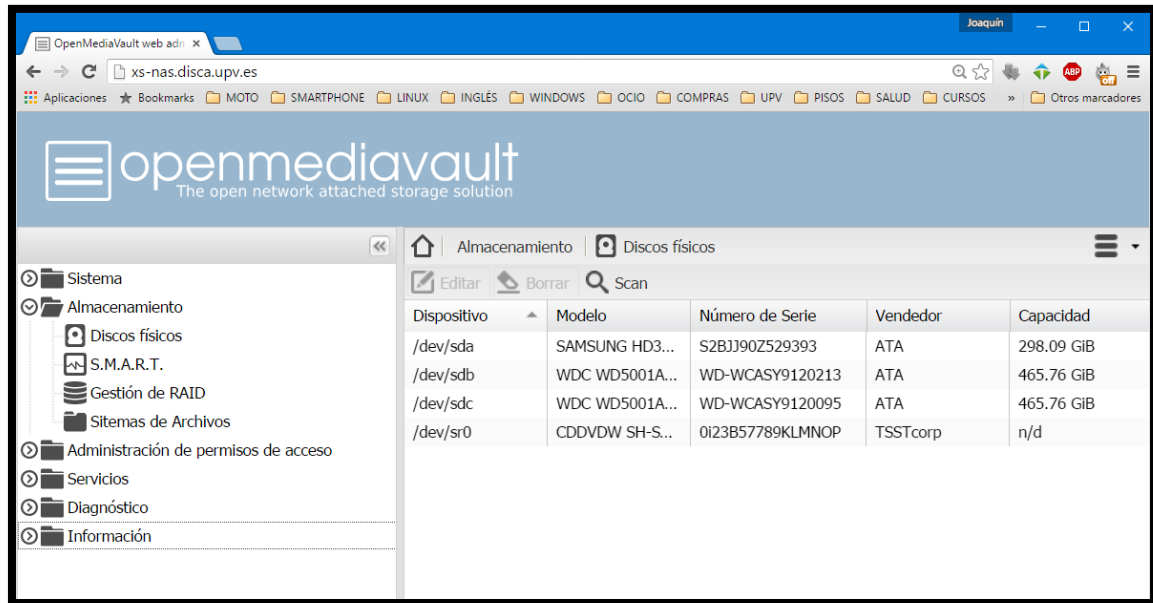 Joaquín
OpenMediaVault web adn
xs-nas.disca.upv.es
ABP
Off
Aplicaciones Bookmarks MOTO SMARTPHONE LINUX INGLÉS WINDOWS OCIO COMPRAS UPV PISOS SALUD CURSOS » Otros marcadores
openmediavault
The open network attached storage solution
Almacenamiento Discos físicos
Sistema
Editar Borrar Scan
Almacenamiento
Discos físicos
S.M.A.R.T.
Gestión de RAID
Sitemas de Archivos
Administración de permisos de acceso
Servicios
Diagnóstico
Información
Dispositivo Modelo Número de Serie Vendedor Capacidad
/dev/sda SAMSUNG HD3... S2BJJ90Z529393 ATA 298.09 GiB
/dev/sdb WDC WD5001A... WD-WCASY9120213 ATA 465.76 GiB
/dev/sdc WDC WD5001A... WD-WCASY9120095 ATA 465.76 GiB
/dev/sr0 CDDVDW SH-S... 0i23B57789KLMNOP TSSTcorp n/d